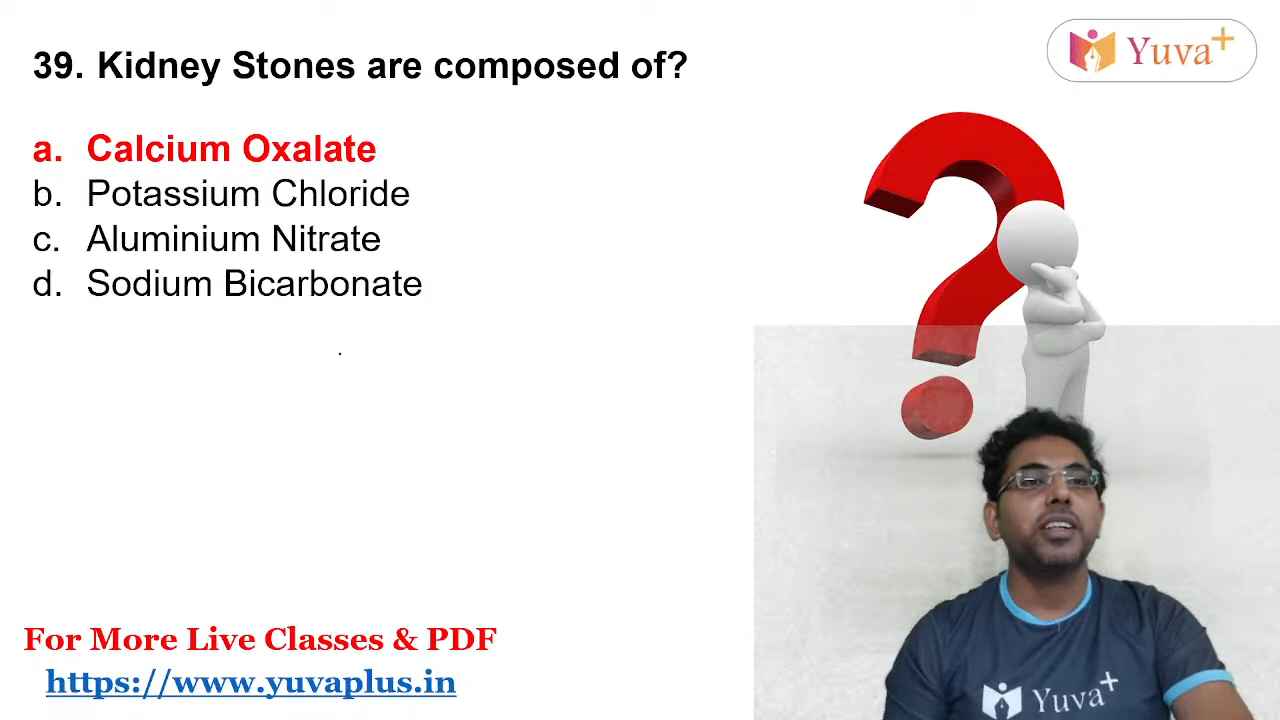 39. Kidney Stones are composed of?
Yuva+
a. Calcium Oxalate
b. Potassium Chloride
c. Aluminium Nitrate
d. Sodium Bicarbonate
For More Live Classes & PDF
https://www.yuvaplus.in
Yuva+